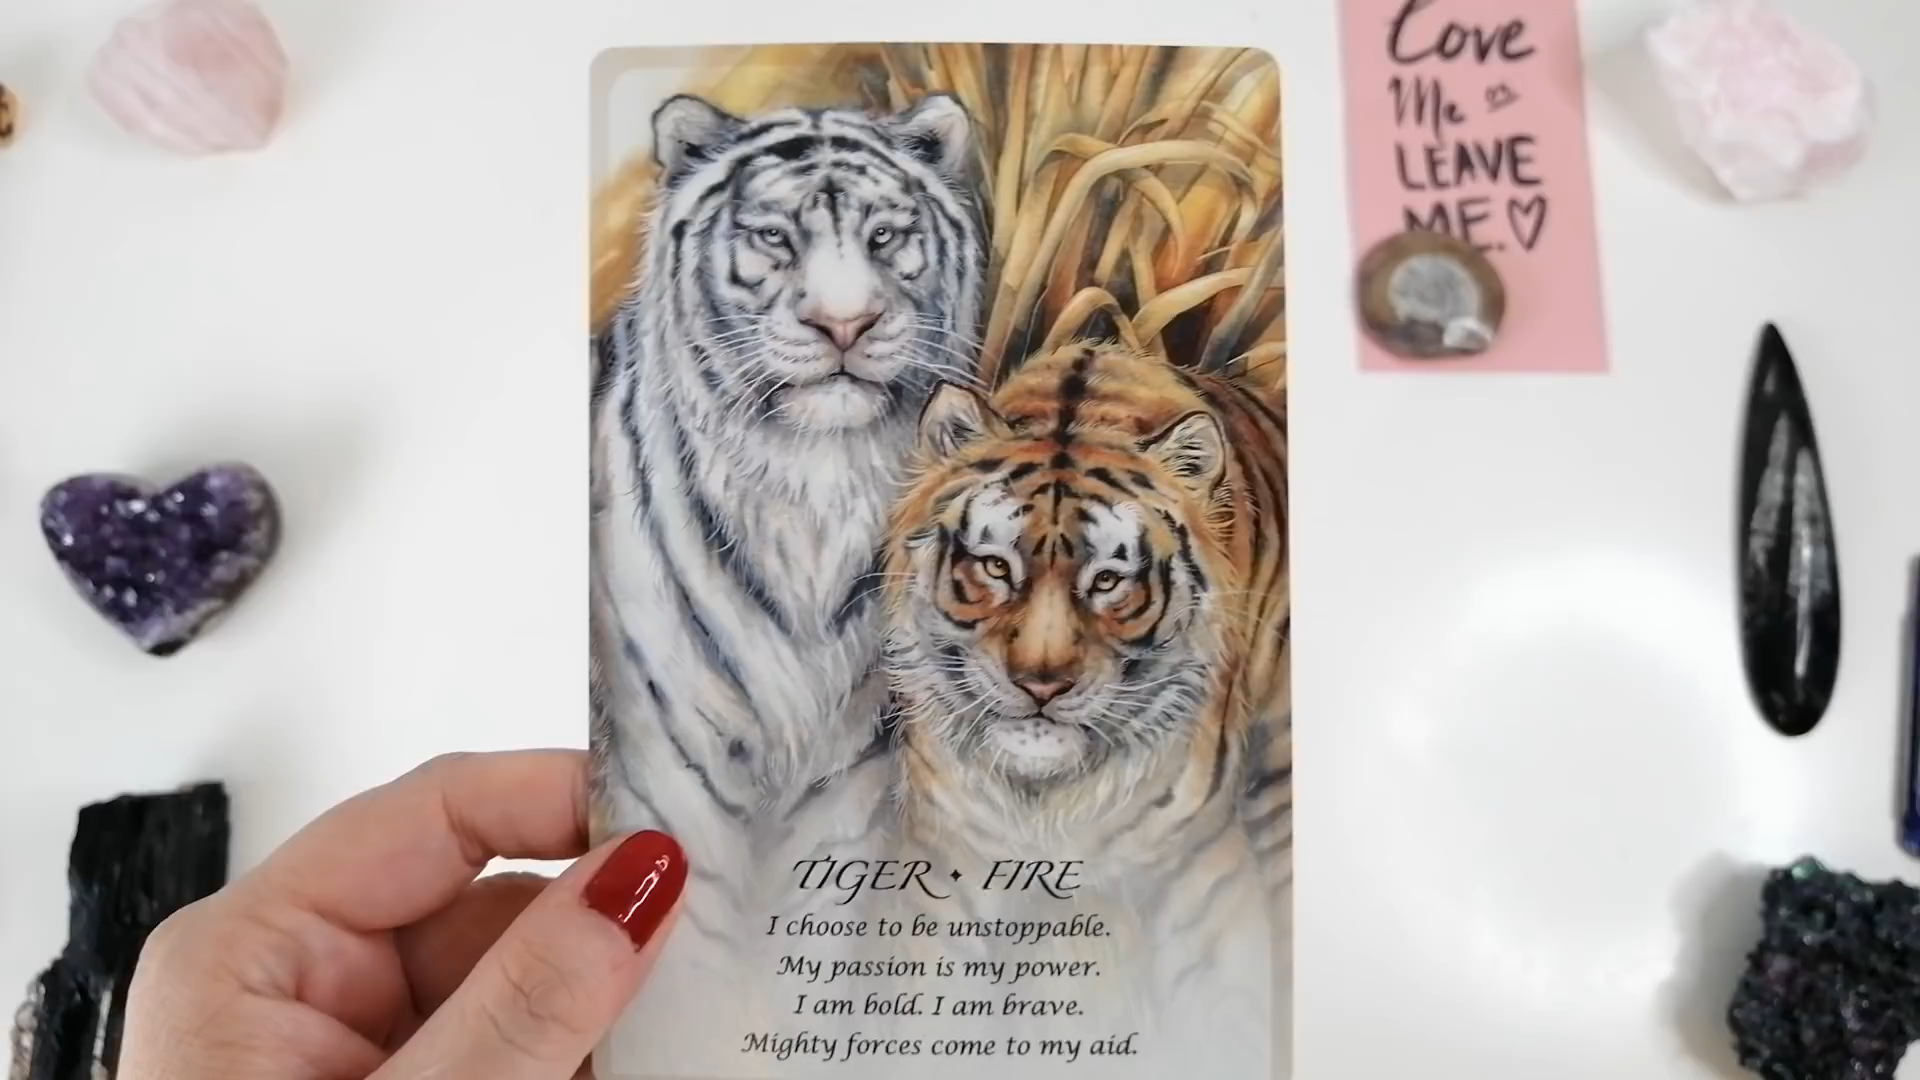 Love
Me or
LEAVE
ME. ♡
TIGER ✦ FIRE
I choose to be unstoppable.
My passion is my power.
I am bold. I am brave.
Mighty forces come to my aid.